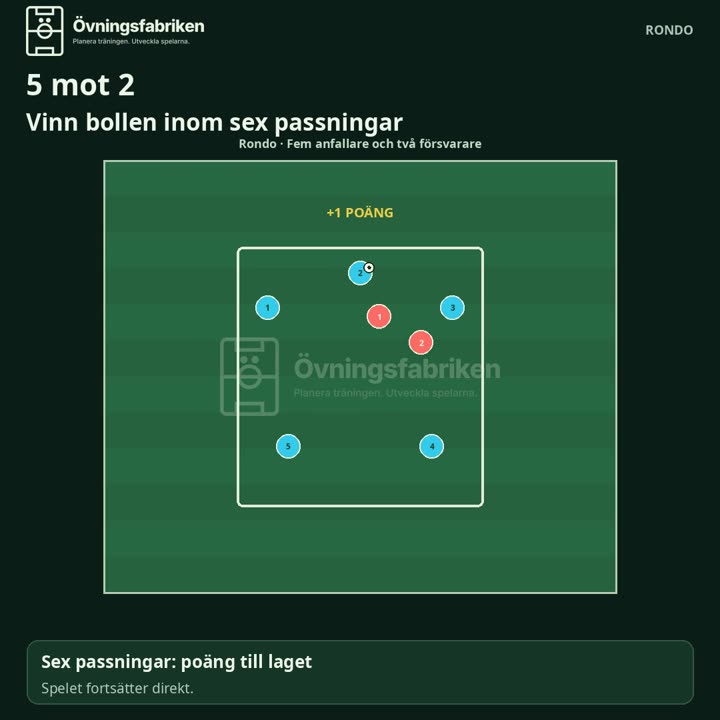 Övningsfabriken
Planera träningen. Utveckla spelarna.
RONDO
5 mot 2
Vinn bollen inom sex passningar
Rondo · Fem anfallare och två försvarare
+1 POÄNG
2
1
3
1
2
Övningsfabriken
Planera träningen. Utveckla spelarna.
5
4
Sex passningar: poäng till laget
Spelet fortsätter direkt.